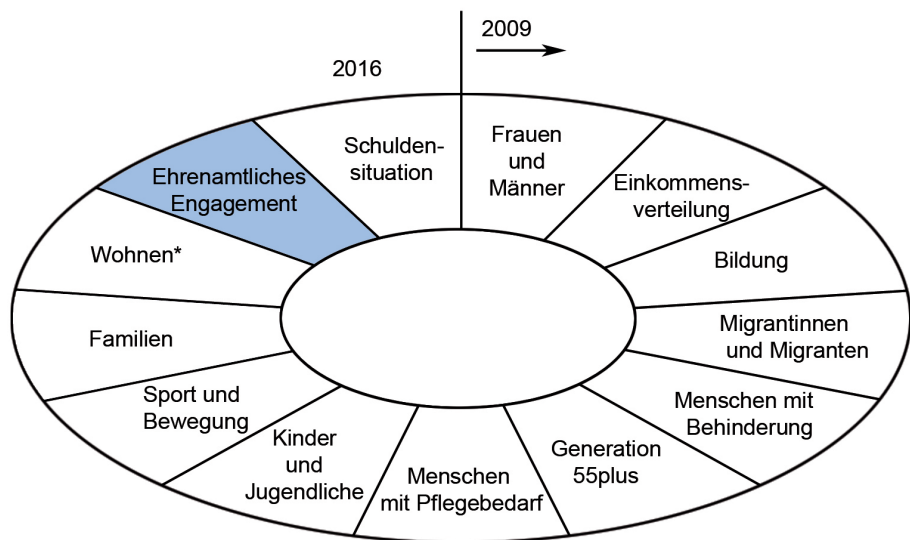 2009
2016
Frauen
und
Männer
Einkommens-
verteilung
Bildung
Migrantinnen
und Migranten
Menschen mit
Behinderung
Generation
55plus
Menschen
mit Pflegebedarf
Kinder
und
Jugendliche
Sport und
Bewegung
Familien
Wohnen*
Ehrenamtliches
Engagement
Schulden-
situation